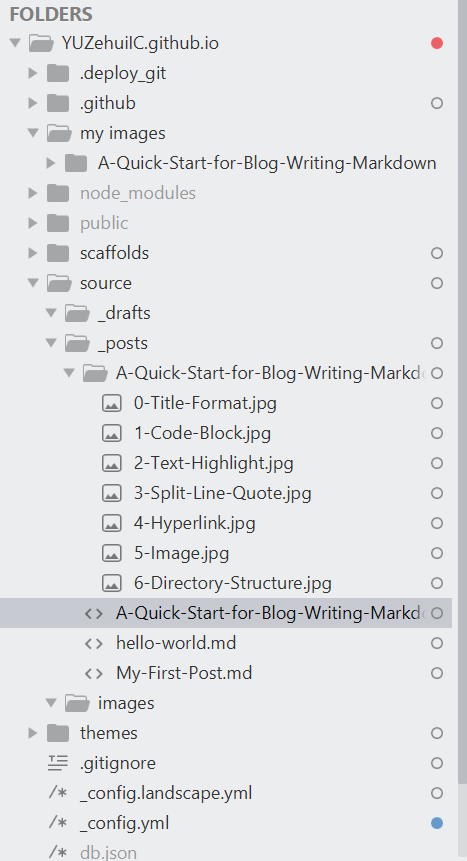 FOLDERS
YUZehuiIC.github.io
.deploy_git
.github
my images
A-Quick-Start-for-Blog-Writing-Markdown
node_modules
public
scaffolds
source
_drafts
_posts
A-Quick-Start-for-Blog-Writing-Markd
0-Title-Format.jpg
1-Code-Block.jpg
2-Text-Highlight.jpg
3-Split-Line-Quote.jpg
4-Hyperlink.jpg
5-Image.jpg
6-Directory-Structure.jpg
A-Quick-Start-for-Blog-Writing-Markd
hello-world.md
My-First-Post.md
images
themes
.gitignore
_config.landscape.yml
_config.yml
db.json